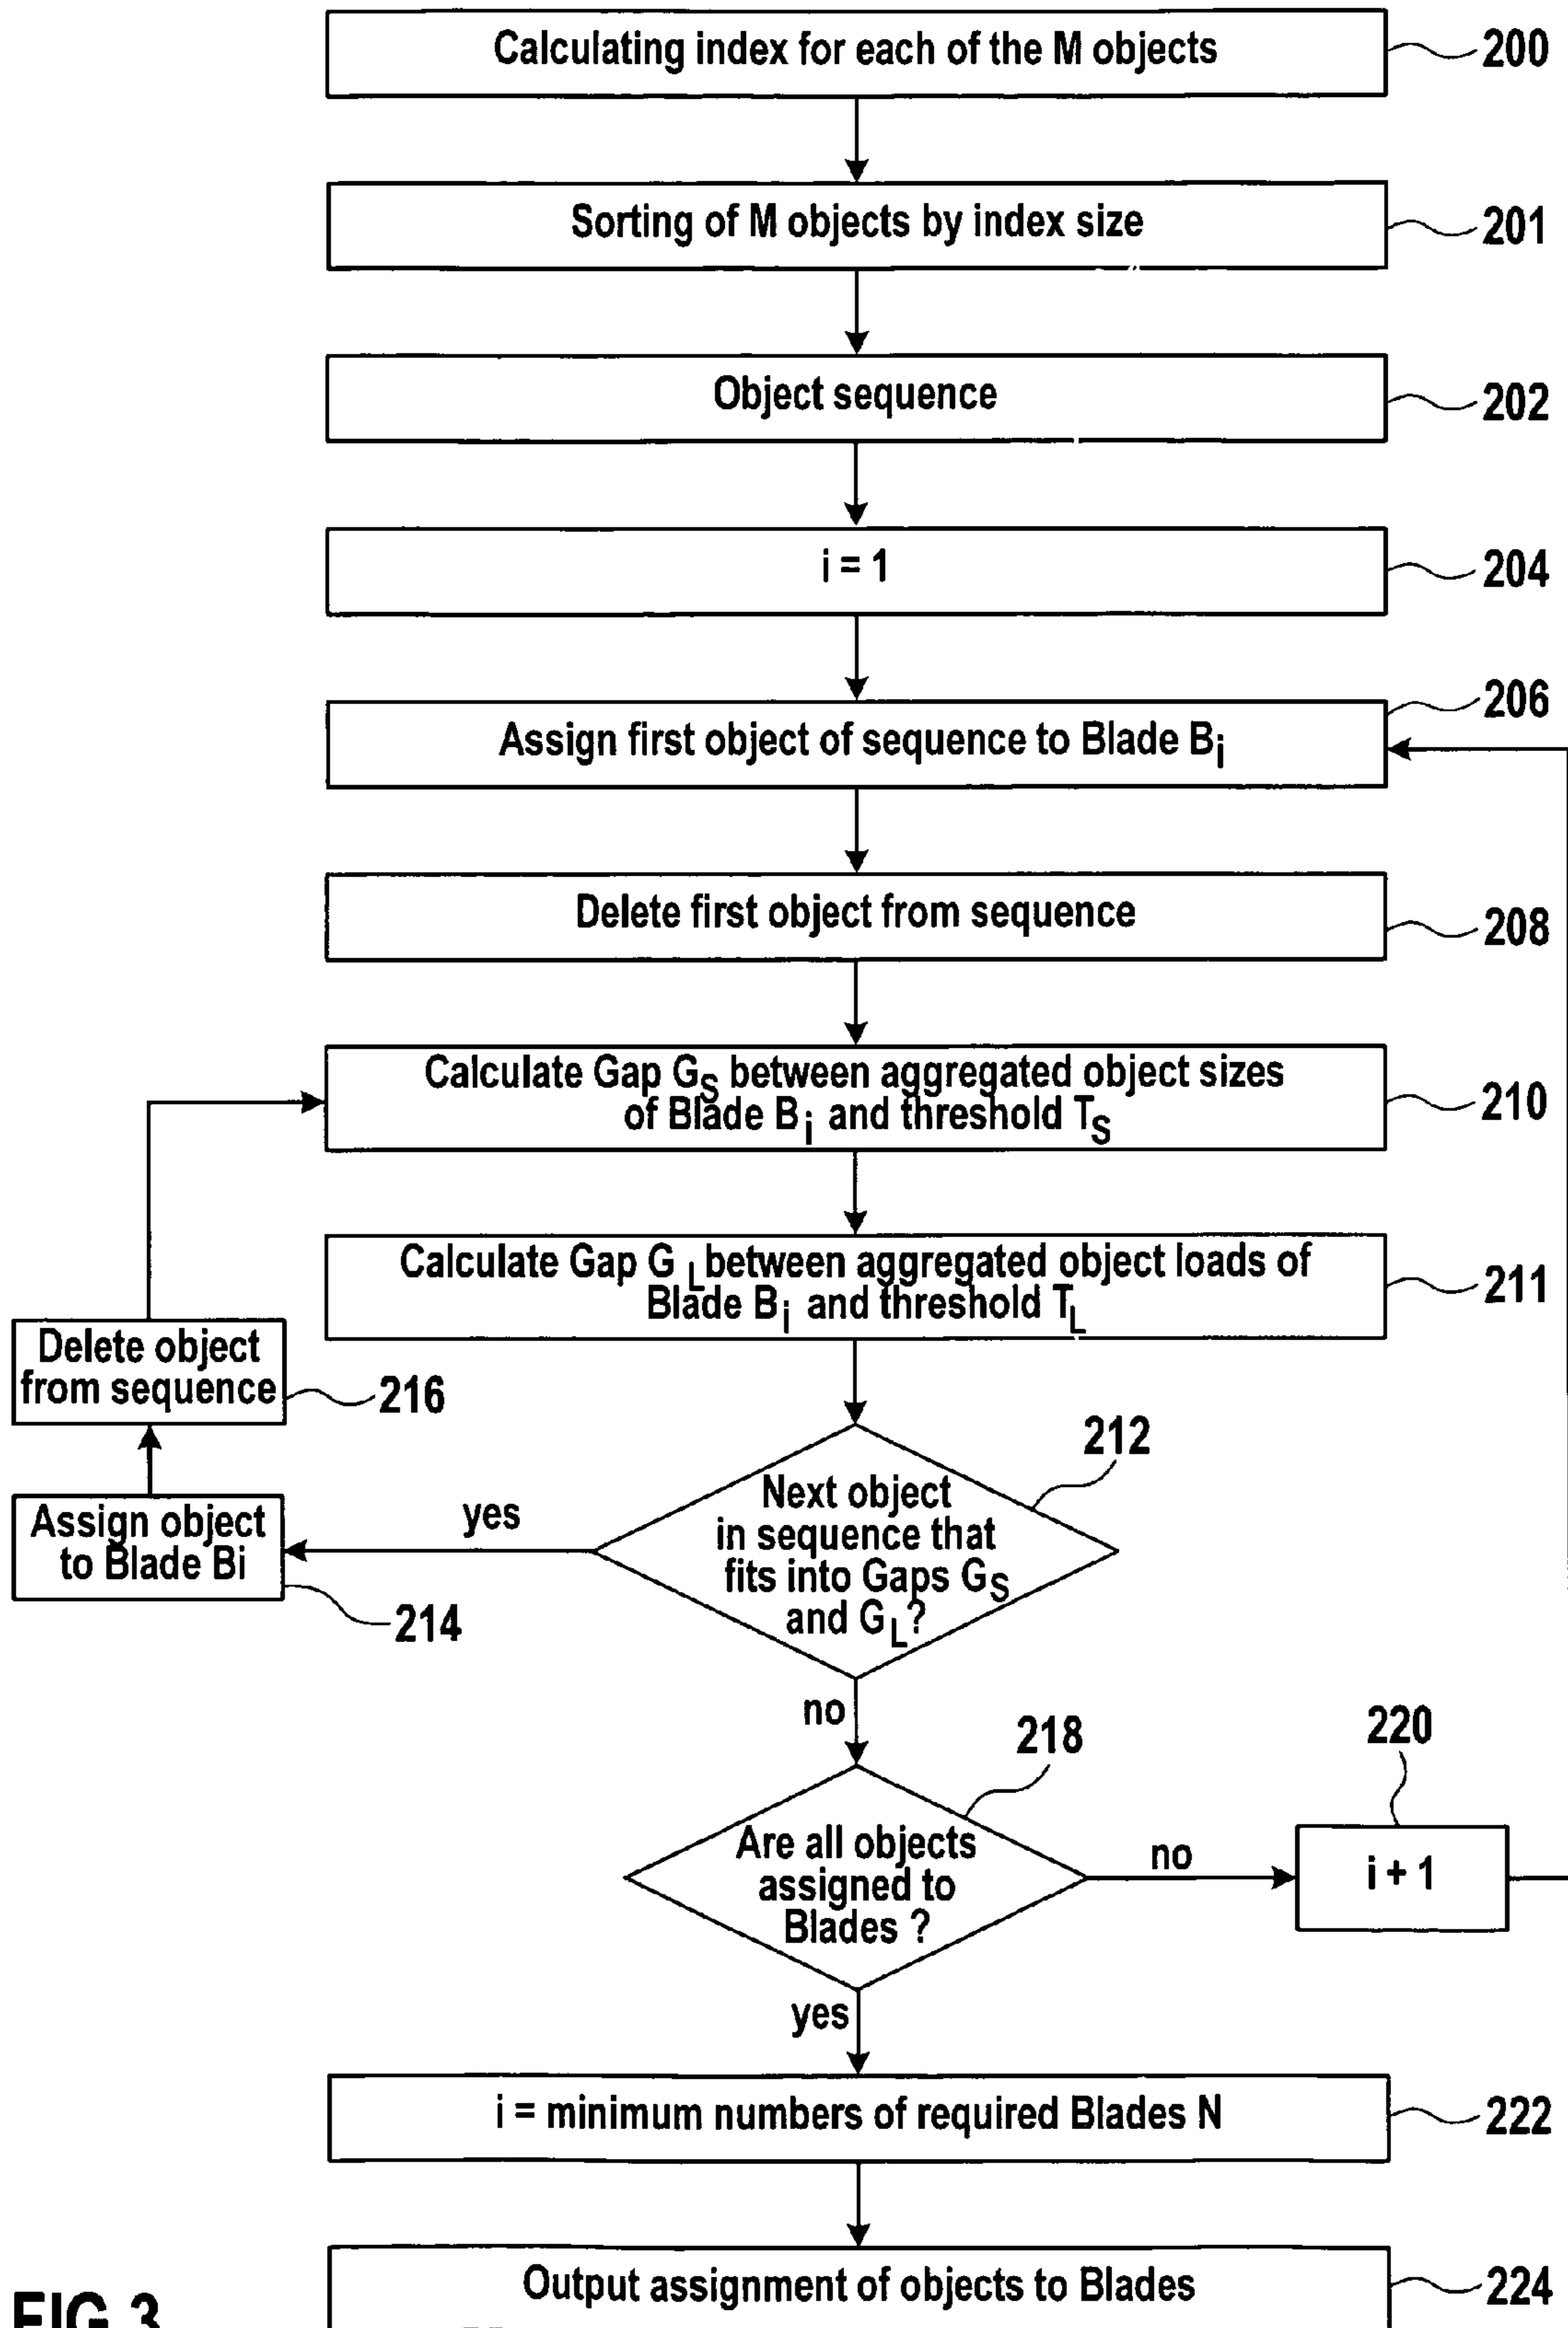 Calculating index for each of the M objects
200
Sorting of M objects by index size
201
Object sequence
202
i = 1
204
206
Assign first object of sequence to Blade Bi
Delete first object from sequence
208
Calculate Gap GS between aggregated object sizes
of Blade Bi and threshold TS
210
Calculate Gap GL between aggregated object loads of
Blade Bi and threshold TL
211
Delete object
from sequence
216
212
Next object
in sequence that
fits into Gaps GS
and GL?
yes
Assign object
to Blade Bi
214
no
218
220
Are all objects
assigned to
Blades ?
no
i + 1
yes
i = minimum numbers of required Blades N
222
Output assignment of objects to Blades
224
FIG 3